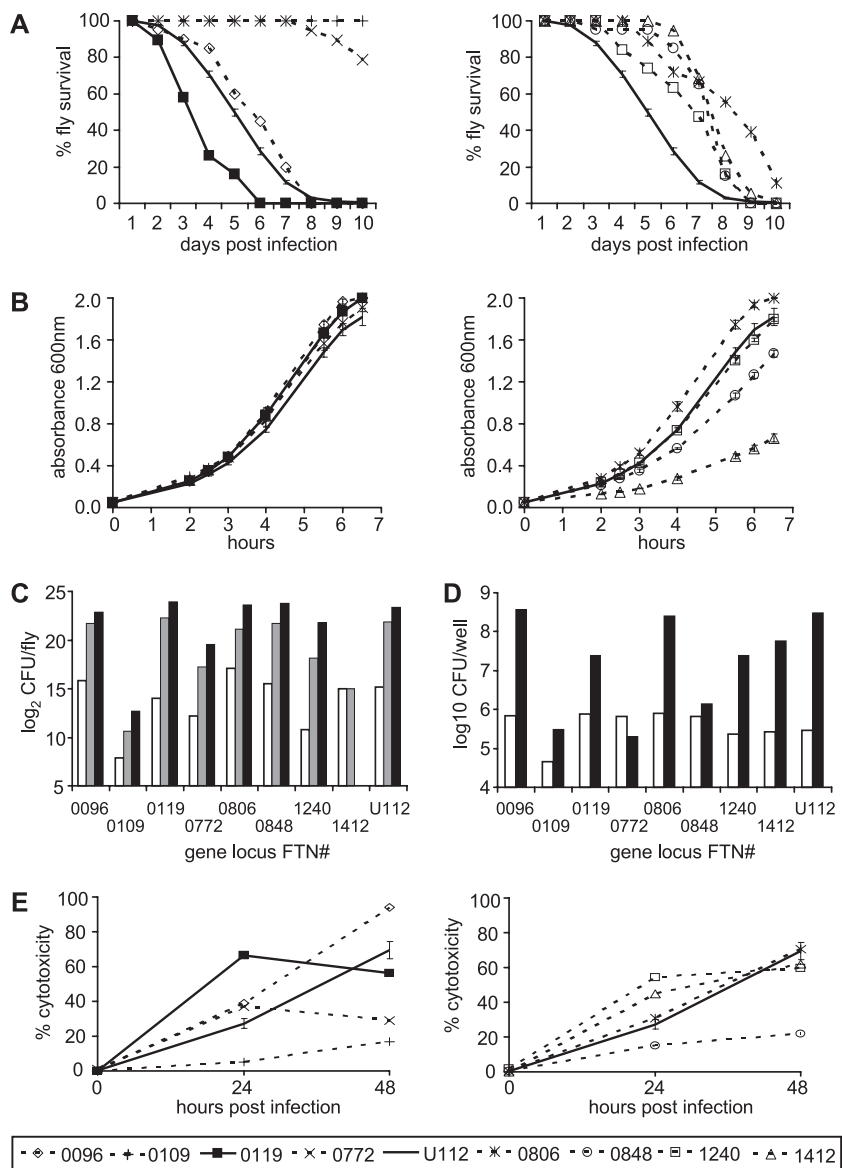 A
% fly survival
100
80
60
40
20
0
1 2 3 4 5 6 7 8 9 10
days post infection
% fly survival
100
80
60
40
20
0
1 2 3 4 5 6 7 8 9 10
days post infection
B
absorbance 600nm
2.0
1.6
1.2
0.8
0.4
0.0
0 1 2 3 4 5 6 7
hours
absorbance 600nm
2.0
1.6
1.2
0.8
0.4
0.0
0 1 2 3 4 5 6 7
hours
C
log2 CFU/fly
25
20
15
10
5
0096 0119 0806 1240 U112
0109 0772 0848 1412
gene locus FTN#
D
log10 CFU/well
9
8
7
6
5
4
0096 0119 0806 1240 U112
0109 0772 0848 1412
gene locus FTN#
E
% cytotoxicity
100
80
60
40
20
0
0 24 48
hours post infection
% cytotoxicity
100
80
60
40
20
0
0 24 48
hours post infection
0096 0109 0119 0772 U112 0806 0848 1240 1412